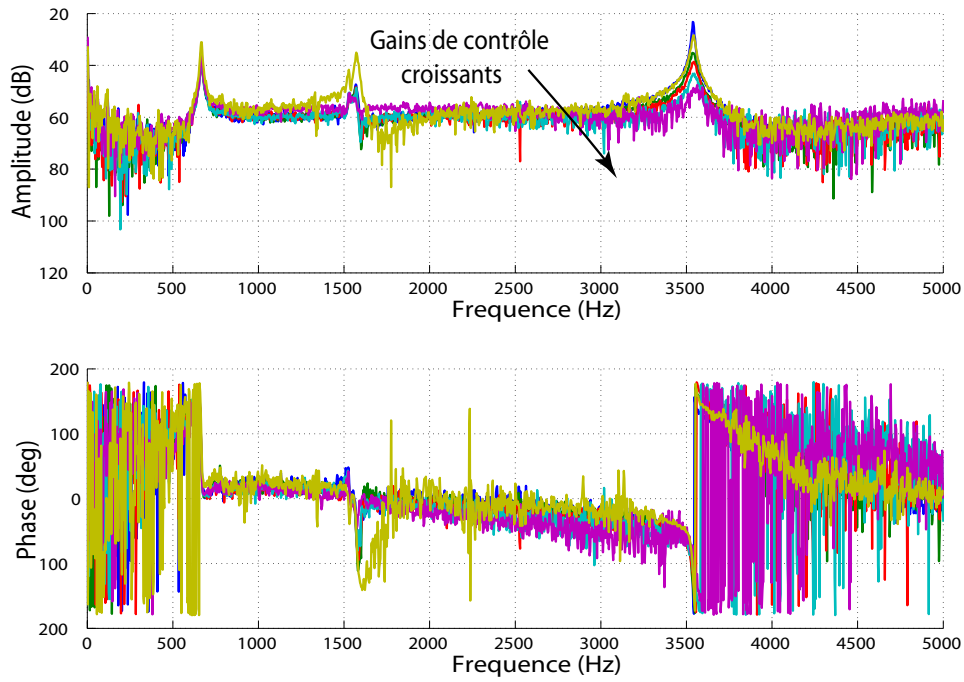 20
40
60
80
100
120
Amplitude (dB)
Gains de contrôle
croissants
0 500 1000 1500 2000 2500 3000 3500 4000 4500 5000
Frequence (Hz)
200
100
0
100
200
Phase (deg)
0 500 1000 1500 2000 2500 3000 3500 4000 4500 5000
Frequence (Hz)